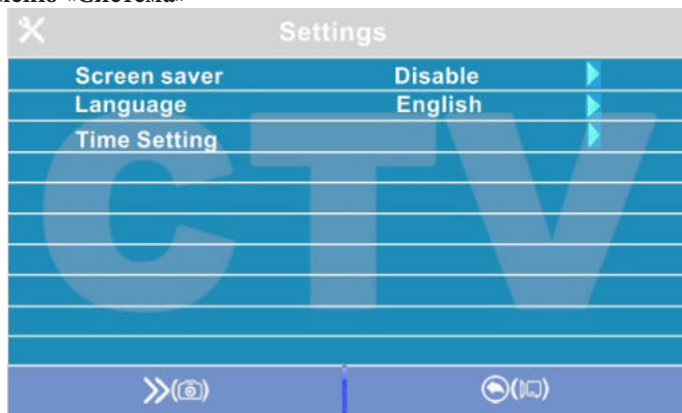 Settings
Screen saver Disable
Language English
Time Setting
CTV